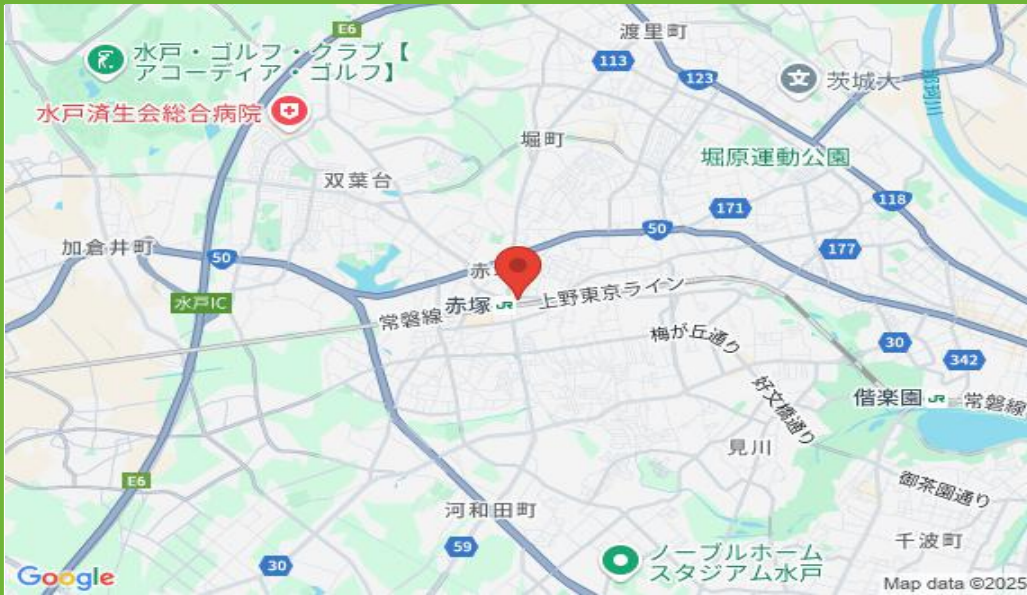 E6
渡里町
水戸・ゴルフ・クラブ【
アコーディア・ゴルフ】
113
123
茨城大
水戸済生会総合病院
堀町
堀原運動公園
双葉台
118
171
50
177
加倉井町
50
水戸IC
赤塚 JR
上野東京ライン
常磐線
梅が丘通り
30
342
好文橋通り
偕楽園 JR
常磐線
見川
E6
御茶園通り
河和田町
59
千波町
30
ノーブルホーム
スタジアム水戸
Google
Map data ©2025